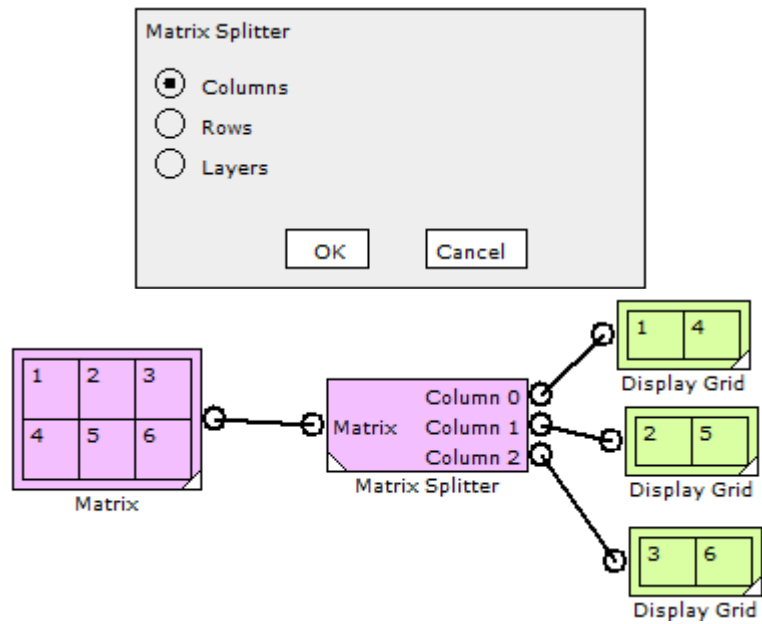 Matrix Splitter
Columns
Rows
Layers
OK Cancel
1 4
Display Grid
1 2 3
4 5 6
Matrix
Column 0
Matrix Column 1
Column 2
Matrix Splitter
2 5
Display Grid
3 6
Display Grid